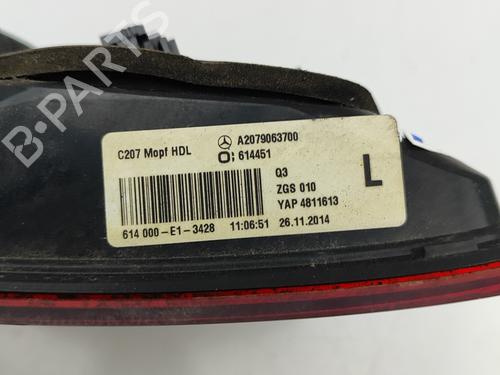 B-PARTS
C207 Mopf HDL A2079063700
614451
Q3
ZGS 010
L
YAP 4811613
614 000-E1-3428 11:06:51 26.11.2014